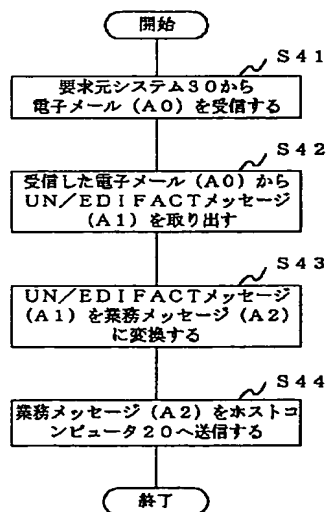 開始
S41
要求元システム30から
電子メール（A0）を受信する
S42
受信した電子メール（A0）から
UN／EDIFACTメッセージ
（A1）を取り出す
S43
UN／EDIFACTメッセージ
（A1）を業務メッセージ（A2）
に変換する
S44
業務メッセージ（A2）をホストコ
ンピュータ20へ送信する
終了